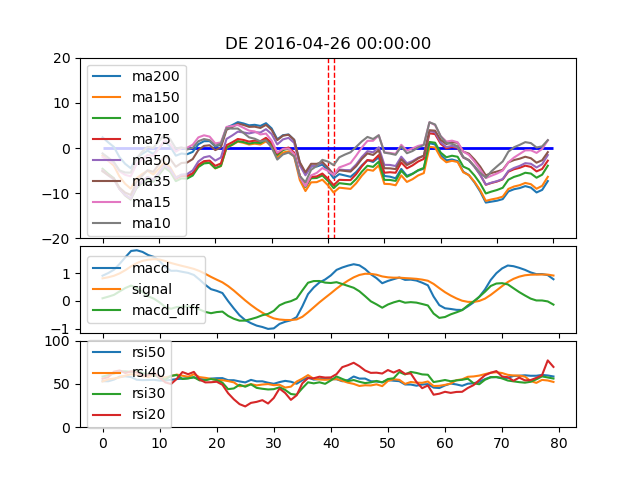 DE 2016-04-26 00:00:00
20
10
0
−10
−20
ma200
ma150
ma100
ma75
ma50
ma35
ma15
ma10
1
0
−1
macd
signal
macd_diff
100
50
0
rsi50
rsi40
rsi30
rsi20
0 10 20 30 40 50 60 70 80